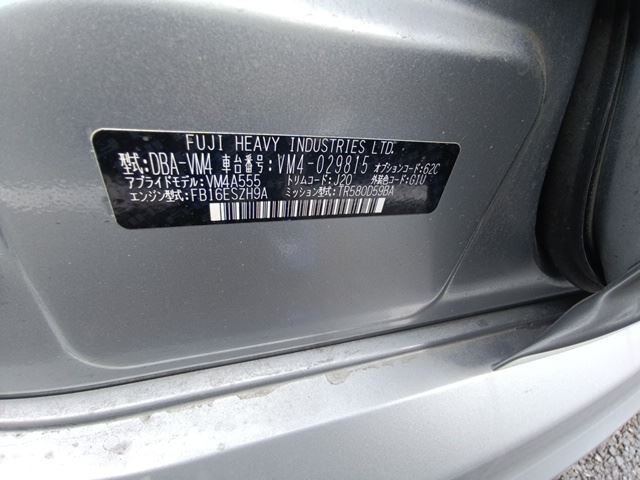 FUJI HEAVY INDUSTRIES LTD.
型式:DBA-VM4 車台番号:VM4-029815 オプションコード:62C
アプライドモデル:VM4A555 トリムコード:J20 外装色コード:G1U
エンジン型式:FB16ESZH9A ミッション型式:TR580DS9BA